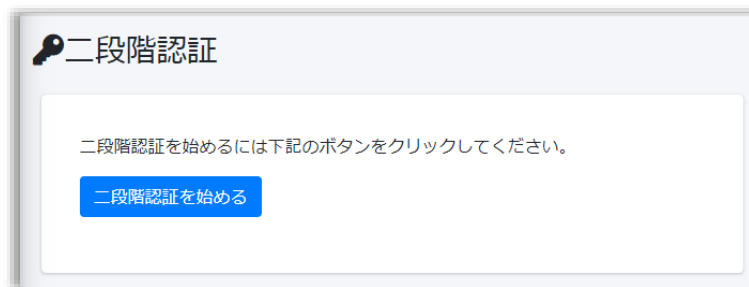 二段階認証
二段階認証を始めるには下記のボタンをクリックしてください。
二段階認証を始める